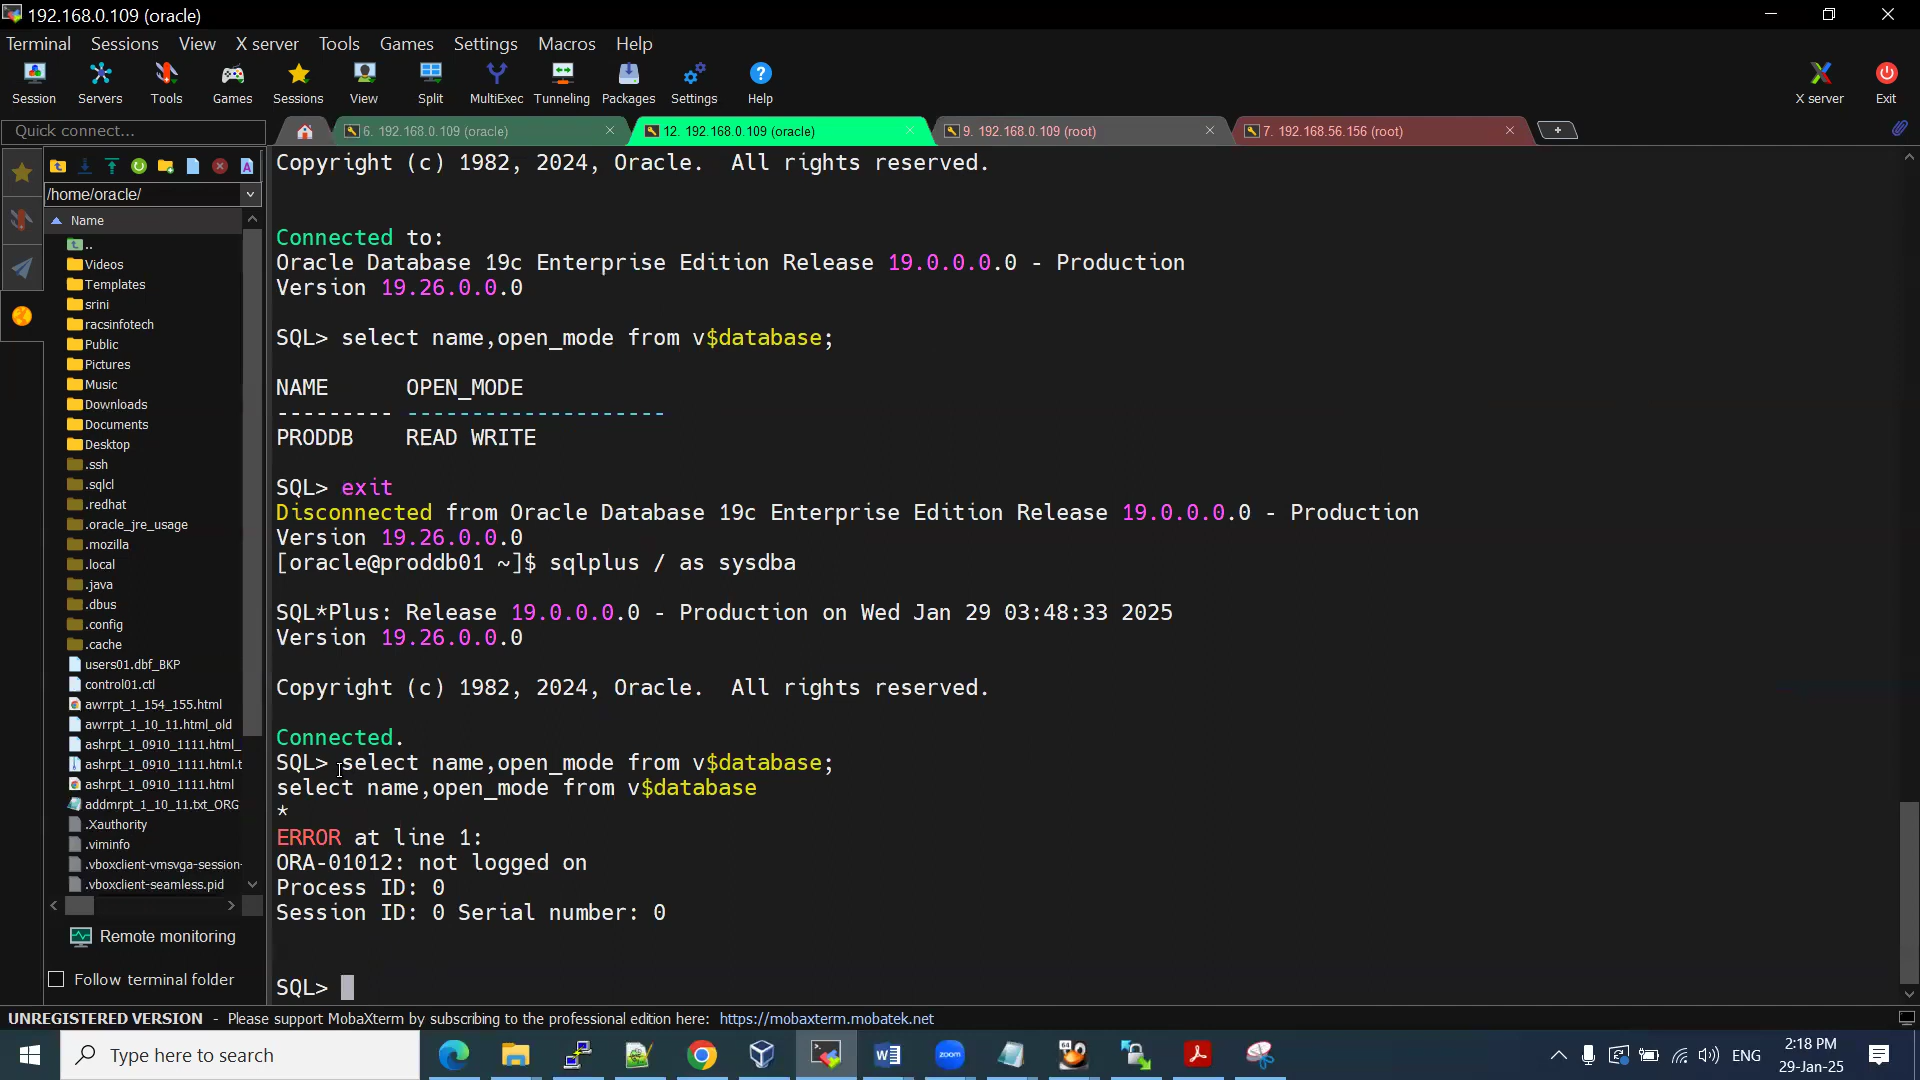 192.168.0.109 (oracle)
Terminal Sessions View X server Tools Games Settings Macros Help
Session Servers Tools Games Sessions View Split MultiExec Tunneling Packages Settings Help X server Exit
Quick connect...
6. 192.168.0.109 (oracle)
12. 192.168.0.109 (oracle)
9. 192.168.0.109 (root)
7. 192.168.56.156 (root)
/home/oracle/
Name
..
Videos
Templates
srini
racsinfotech
Public
Pictures
Music
Downloads
Documents
Desktop
.ssh
.sqlcl
.redhat
.oracle_jre_usage
.mozilla
.local
.java
.dbus
.config
.cache
users01.dbf_BKP
control01.ctl
awrrpt_1_154_155.html
awrrpt_1_10_11.html_old
ashrpt_1_0910_1111.html_
ashrpt_1_0910_1111.html.t
ashrpt_1_0910_1111.html
addmrpt_1_10_11.txt_ORG
.Xauthority
.viminfo
.vboxclient-vmsvga-session-
.vboxclient-seamless.pid
Remote monitoring
Follow terminal folder
Copyright (c) 1982, 2024, Oracle.  All rights reserved.
Connected to:
Oracle Database 19c Enterprise Edition Release 19.0.0.0.0 - Production
Version 19.26.0.0.0
SQL> select name,open_mode from v$database;
NAME      OPEN_MODE
--------- --------------------
PRODDB    READ WRITE
SQL> exit
Disconnected from Oracle Database 19c Enterprise Edition Release 19.0.0.0.0 - Production
Version 19.26.0.0.0
[oracle@proddb01 ~]$ sqlplus / as sysdba
SQL*Plus: Release 19.0.0.0.0 - Production on Wed Jan 29 03:48:33 2025
Version 19.26.0.0.0
Copyright (c) 1982, 2024, Oracle.  All rights reserved.
Connected.
SQL> select name,open_mode from v$database;
select name,open_mode from v$database
*
ERROR at line 1:
ORA-01012: not logged on
Process ID: 0
Session ID: 0 Serial number: 0
SQL>
UNREGISTERED VERSION - Please support MobaXterm by subscribing to the professional edition here: https://mobaxterm.mobatek.net
Type here to search
zoom
ENG
2:18 PM
29-Jan-25